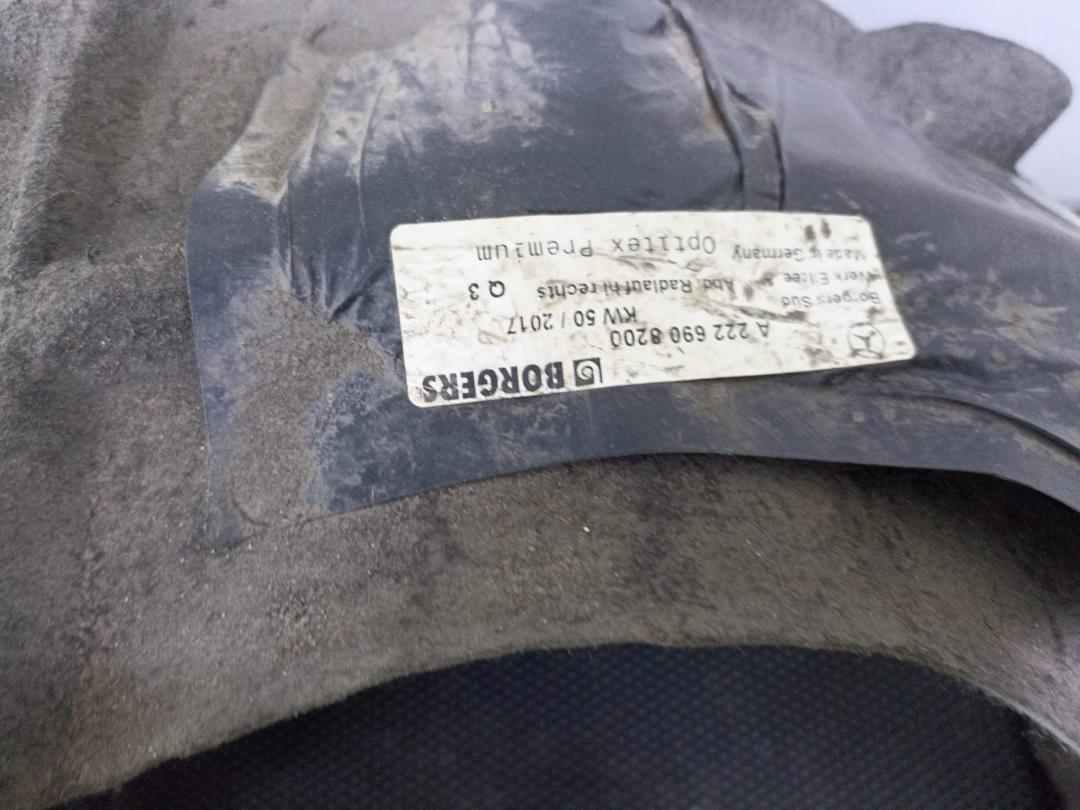 BORGERS
A 222 690 8200
KW 50 / 2017
Borgers Süd
Werk Ellzee Abd. Radlauf hi rechts Q 3
Made in Germany Optitex Premium